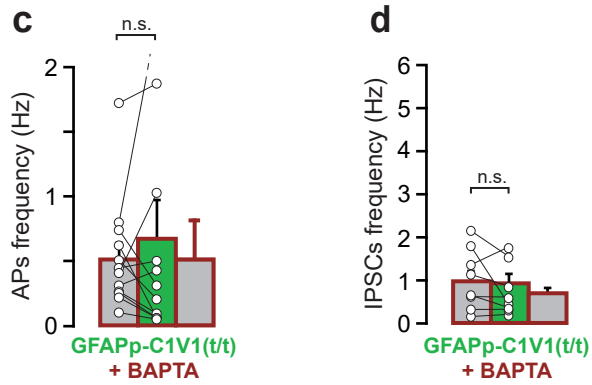 c
n.s.
2
1
0
APs frequency (Hz)
GFAPp-C1V1(t/t)
+ BAPTA
d
n.s.
6
5
4
3
2
1
0
IPSCs frequency (Hz)
GFAPp-C1V1(t/t)
+ BAPTA